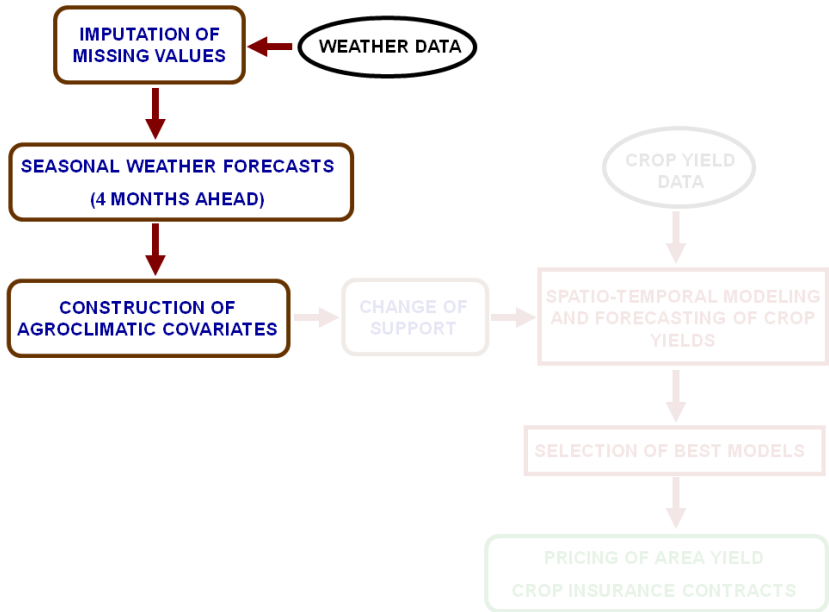 IMPUTATION OF
MISSING VALUES
WEATHER DATA
SEASONAL WEATHER FORECASTS
(4 MONTHS AHEAD)
CROP YIELD
DATA
CONSTRUCTION OF
AGROCLIMATIC COVARIATES
CHANGE OF
SUPPORT
SPATIO-TEMPORAL MODELING
AND FORECASTING OF CROP
YIELDS
SELECTION OF BEST MODELS
PRICING OF AREA YIELD
CROP INSURANCE CONTRACTS